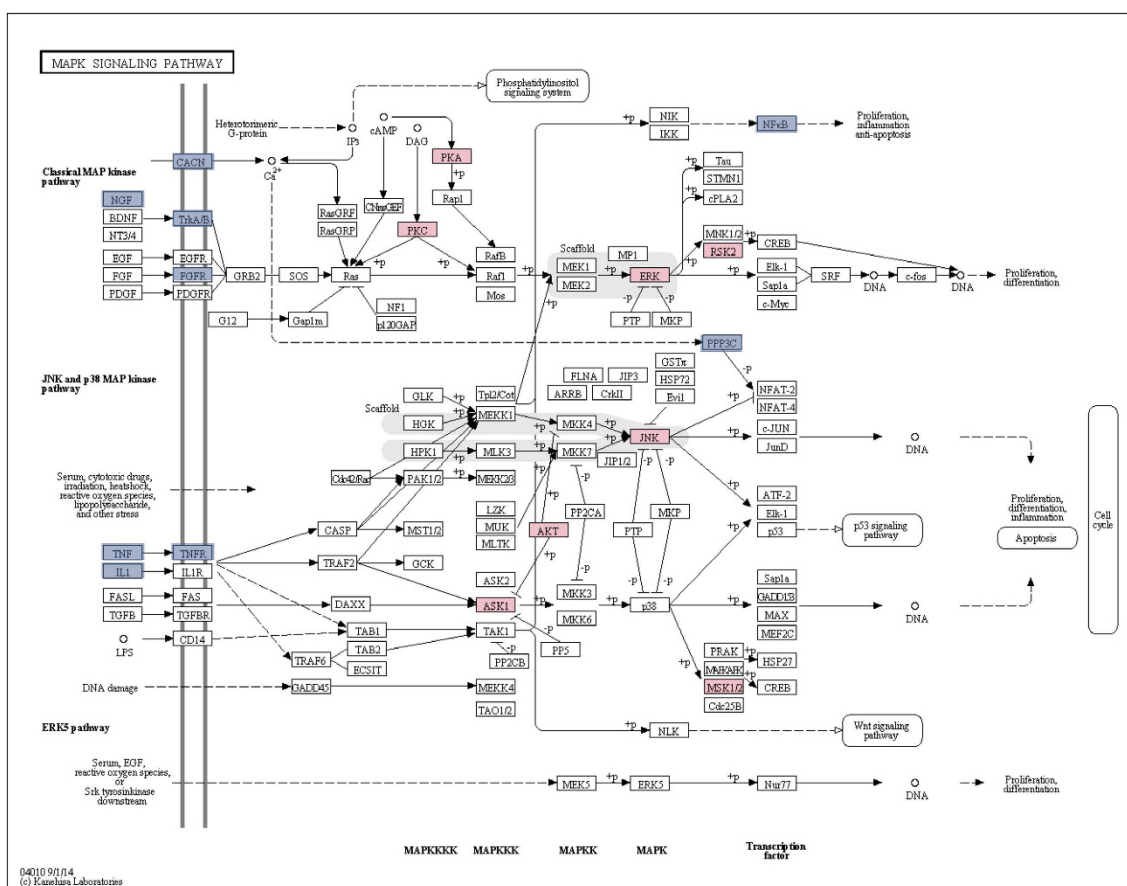 MAPK SIGNALING PATHWAY
Phosphatidylinositol
signaling system
Heterotorimeric
G-protein
IP3
cAMP
DAG
+p
NIK
IKK
NFκB
Proliferation,
inflammation
anti-apoptosis
CACN
Ca2+
PKA
+p
Rap1
Classical MAP kinase
pathway
NGF
BDNF
NT3/4
TrkA/B
RasGRF
RasGRP
CNrasGEF
PKC
+p
+p
RafB
Tau
STMN1
cPLA2
+p
+p
EGF
EGFR
FGF
FGFR
PDGF
PDGFR
GRB2
SOS
Ras
Raf1
Mos
+p
Scaffold
MEK1
MEK2
+p
MP1
ERK
MNK1/2
RSK2
+p
CREB
+p
Elk-1
Sap1a
c-Myc
SRF
DNA
c-fos
DNA
Proliferation,
differentiation
G12
Gap1m
NF1
p120GAP
-p
-p
PTP
MKP
+p
PPP3C
-p
JNK and p38 MAP kinase
pathway
Scaffold
GLK
HGK
HPK1
Tpl2/Cot
MEKK1
MLK3
+p
+p
FLNA
JIP3
ARRB
CrkII
GSTπ
HSP72
Evi1
MKK4
MKK7
+p
+p
JIP1/2
JNK
+p
+p
NFAT-2
NFAT-4
c-JUN
JunD
DNA
Cdc42/Rac
PAK1/2
+p
MEKK2/3
Serum, cytotoxic drugs,
irradiation, heatshock,
reactive oxygen species,
lipopolysaccharide,
and other stress
LZK
MUK
MLTK
+p
-p
PP2CA
-p
-p
-p
PTP
MKP
-p
-p
+p
ATF-2
Elk-1
p53
+p
p53 signaling
pathway
Proliferation,
differentiation,
inflammation
Apoptosis
Cell
cycle
CASP
MST1/2
AKT
+p
TNF
TNFR
IL1
IL1R
TRAF2
GCK
ASK2
ASK1
+p
MKK3
MKK6
+p
p38
+p
Sap1a
GADD153
MAX
MEF2C
DNA
FASL
FAS
TGFB
TGFBR
DAXX
LPS
CD14
TAB1
TAB2
TRAF6
ECSIT
TAK1
-p
PP2CB
-p
PP5
+p
PRAK
MSK1/2
Cdc25B
+p
+p
HSP27
CREB
DNA damage
GADD45
MEKK4
TAO1/2
ERK5 pathway
+p
NLK
Wnt signaling
pathway
Serum, EGF,
reactive oxygen species,
or
Srk tyrosinkinase
downstream
MEK5
+p
ERK5
+p
Nur77
DNA
Proliferation,
differentiation
MAPKKKK
MAPKKK
MAPKK
MAPK
Transcription
factor
04010 9/1/14
(c) Kanehisa Laboratories